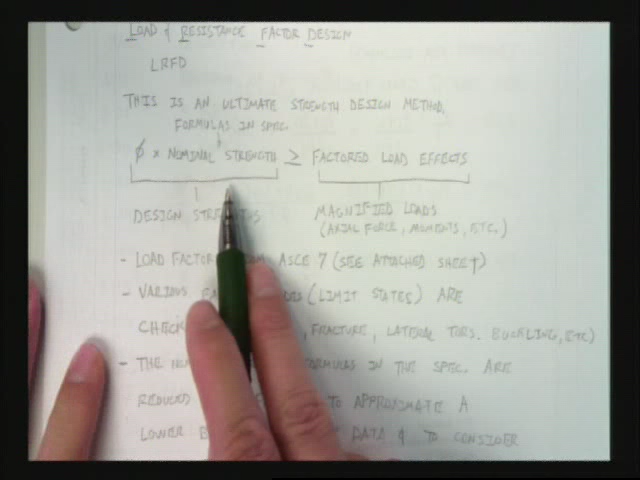 LOAD & RESISTANCE FACTOR DESIGN
LRFD
THIS IS AN ULTIMATE STRENGTH DESIGN METHOD.
FORMULAS IN SPEC.
Ø × NOMINAL STRENGTH ≥ FACTORED LOAD EFFECTS
DESIGN MAGNIFIED LOADS
(AXIAL FORCE, MOMENTS, ETC.)
- LOAD ASCE 7 (SEE ATTACHED SHEET)
- VARIOUS (LIMIT STATES) ARE
, FRACTURE, LATERAL TORS. BUCKLING, ETC)
- THE FORMULAS IN THE SPEC. ARE
REDUCED TO APPROXIMATE A
LOWER DATA & TO CONSIDER